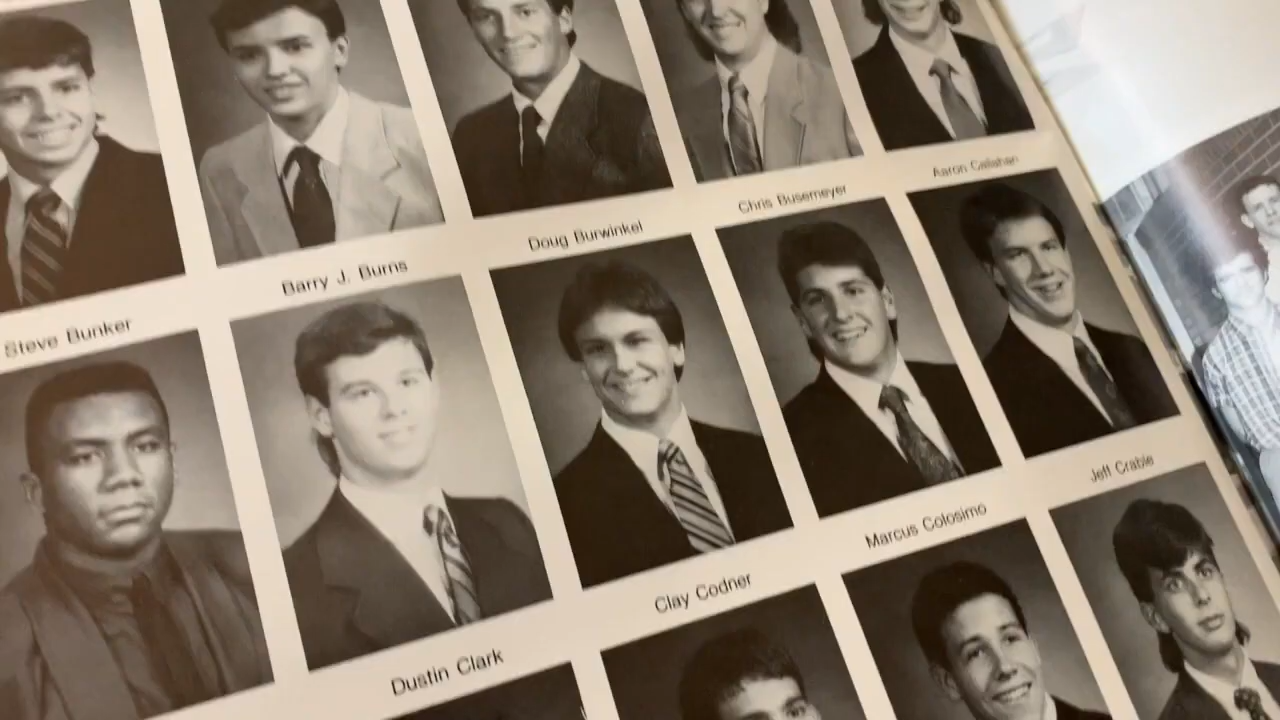 Aaron Callahan
Chris Busemeyer
Doug Burwinkel
Barry J. Burns
Steve Bunker
Jeff Crable
Marcus Colosimo
Clay Codner
Dustin Clark